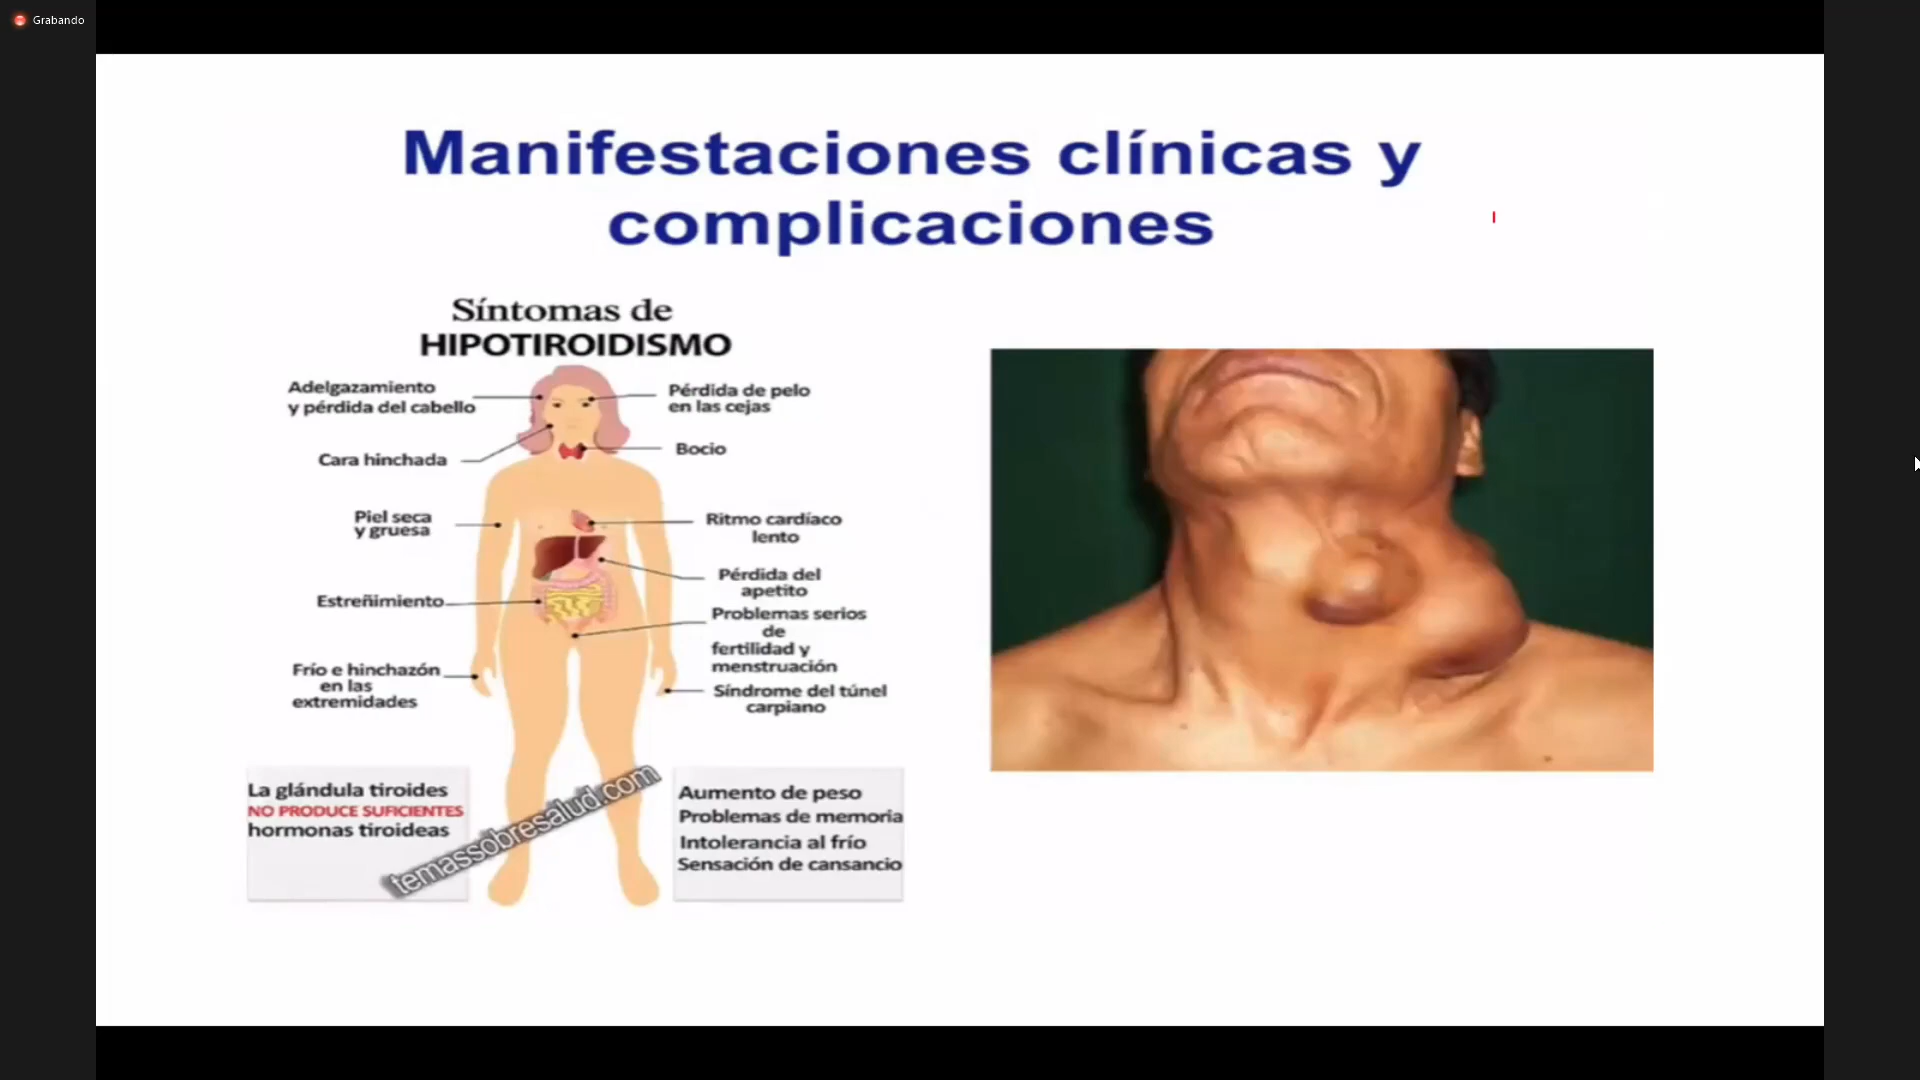 Grabando
Manifestaciones clínicas y
complicaciones
Síntomas de
HIPOTIROIDISMO
Adelgazamiento
y pérdida del cabello
Cara hinchada
Piel seca
y gruesa
Estreñimiento
Frío e hinchazón
en las
extremidades
Pérdida de pelo
en las cejas
Bocio
Ritmo cardíaco
lento
Pérdida del
apetito
Problemas serios
de
fertilidad y
menstruación
Síndrome del túnel
carpiano
La glándula tiroides
NO PRODUCE SUFICIENTES
hormonas tiroideas
temassobresalud.com
Aumento de peso
Problemas de memoria
Intolerancia al frío
Sensación de cansancio